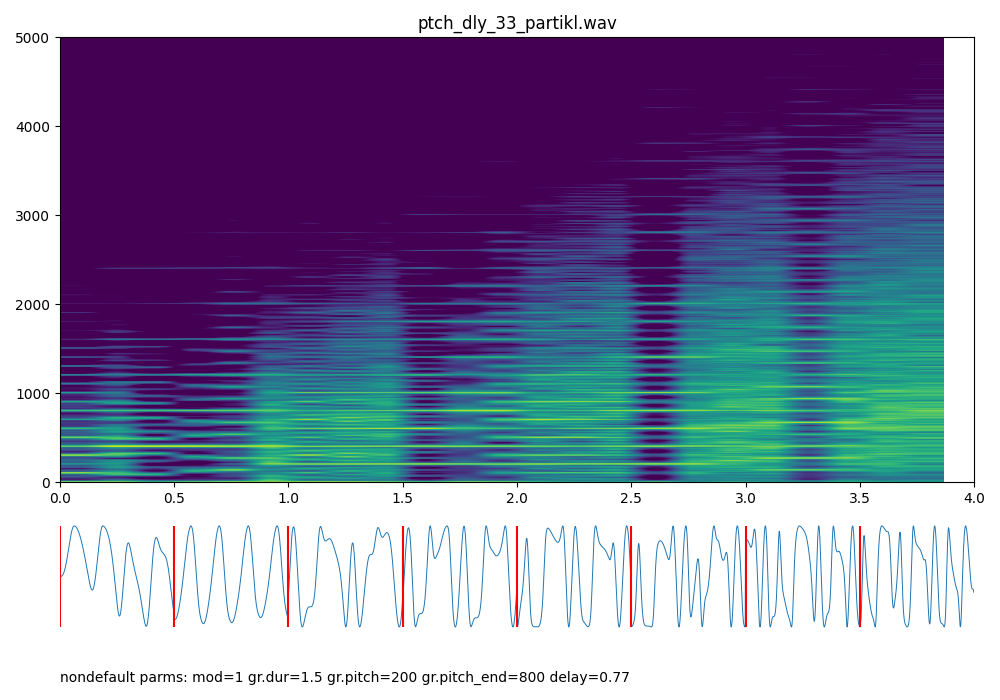 ptch_dly_33_partikl.wav
5000
4000
3000
2000
1000
0
0.0 0.5 1.0 1.5 2.0 2.5 3.0 3.5 4.0
nondefault parms: mod=1 gr.dur=1.5 gr.pitch=200 gr.pitch_end=800 delay=0.77